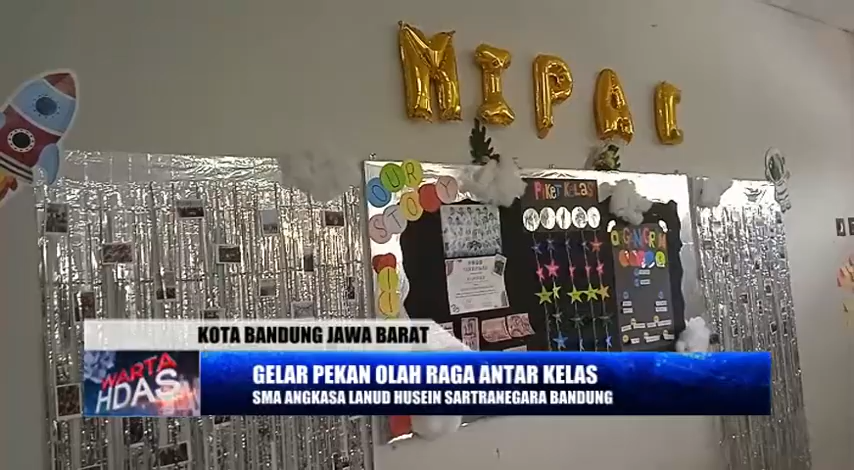 MIPA 1
OUR
STORY
PIKET KELAS
KOTA BANDUNG JAWA BARAT
WARTA
HDAS
GELAR PEKAN OLAH RAGA ANTAR KELAS
SMA ANGKASA LANUD HUSEIN SARTRANEGARA BANDUNG